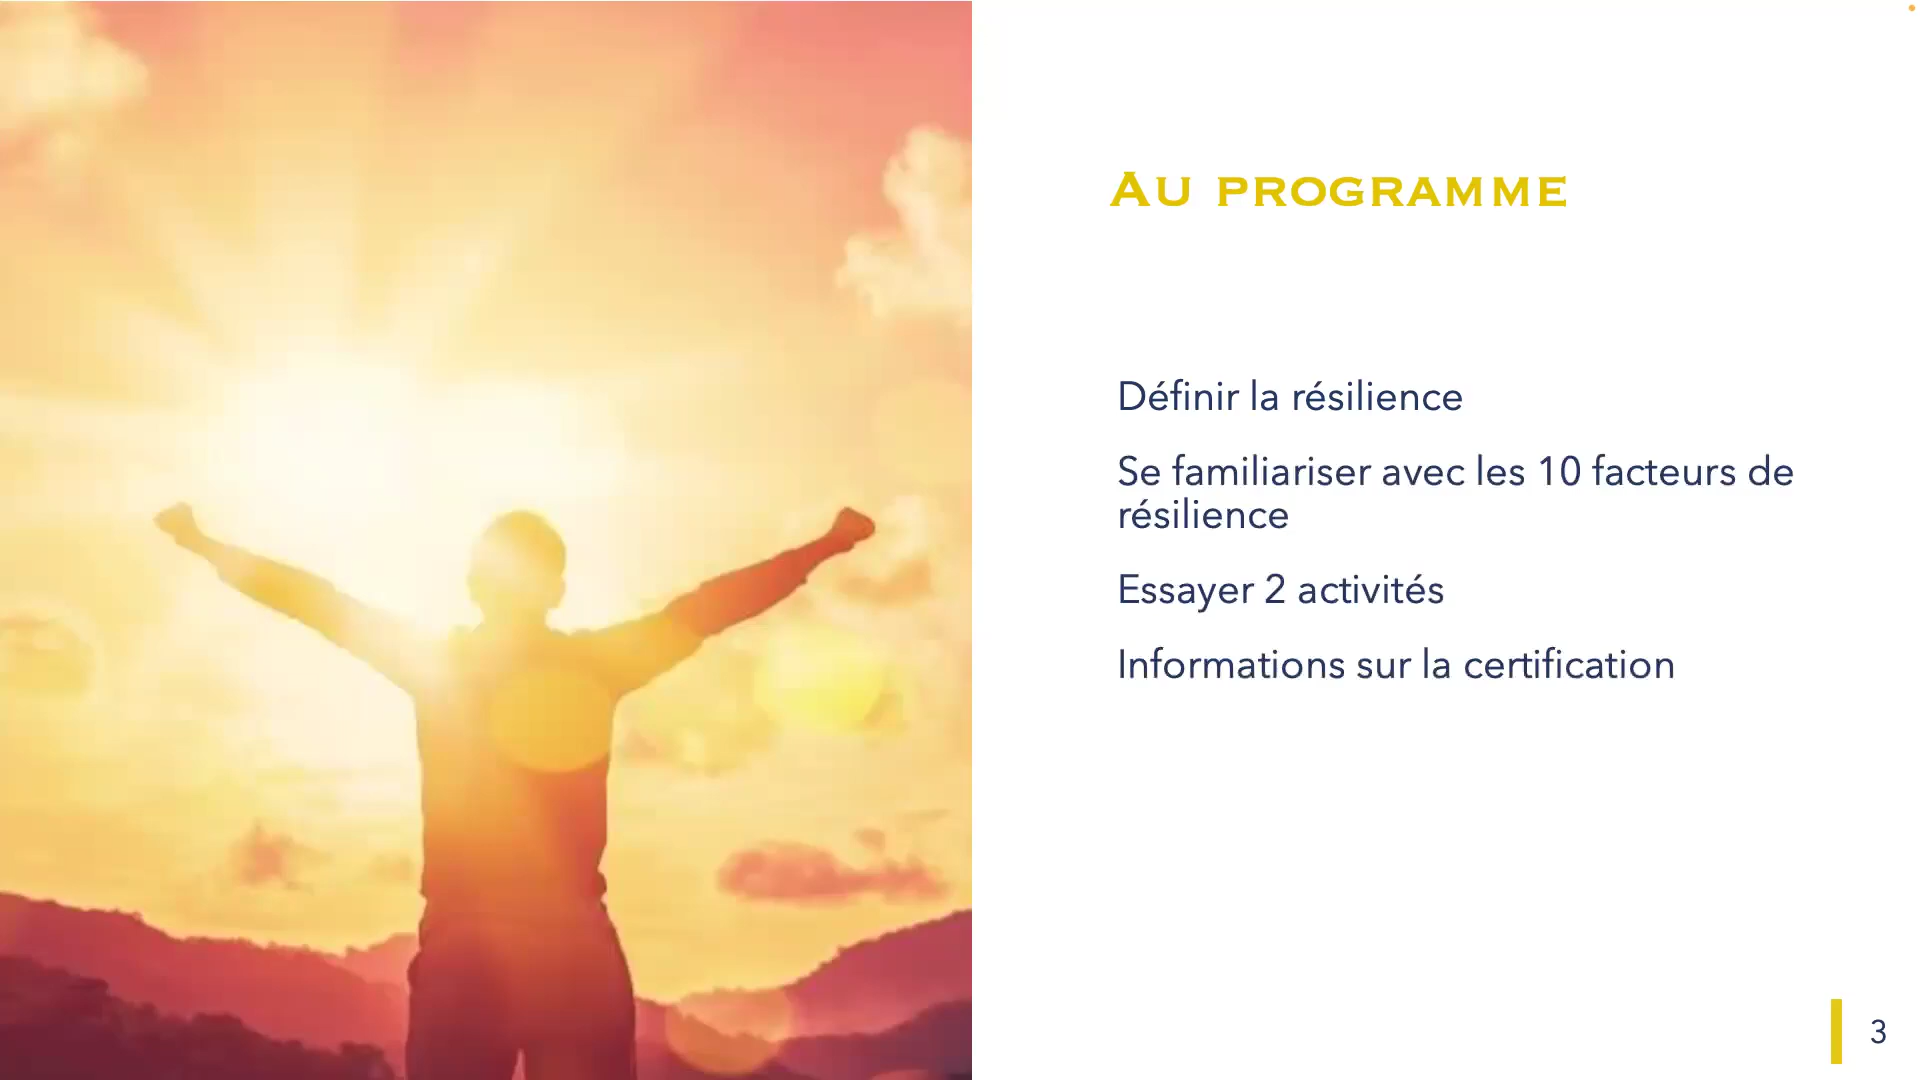 Au programme
Définir la résilience
Se familiariser avec les 10 facteurs de
résilience
Essayer 2 activités
Informations sur la certification
3